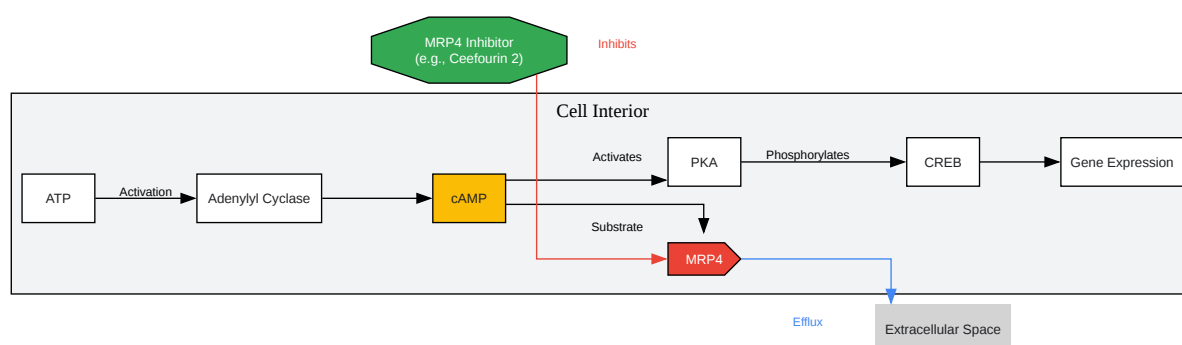 MRP4 Inhibitor
(e.g., Ceefourin 2)
Inhibits
Cell Interior
ATP
Activation
Adenylyl Cyclase
cAMP
Activates
PKA
Phosphorylates
CREB
Gene Expression
Substrate
MRP4
Efflux
Extracellular Space